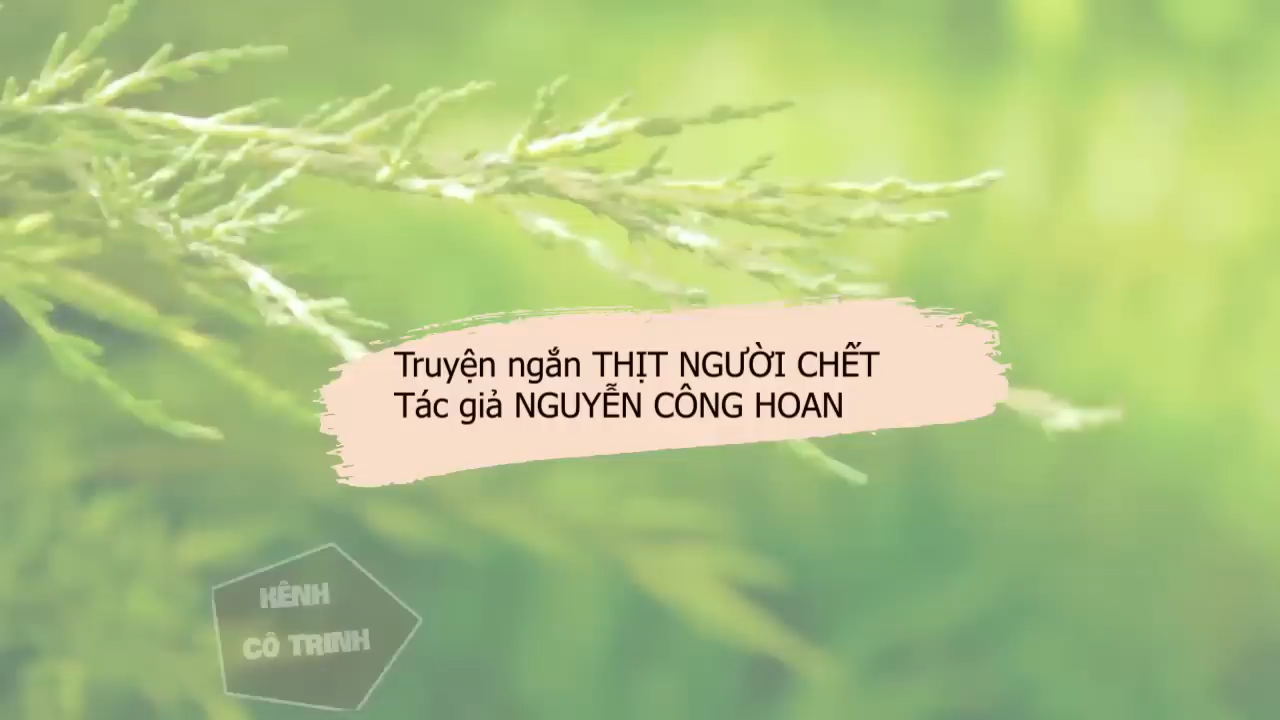 Truyện ngắn THỊT NGƯỜI CHẾT
Tác giả NGUYỄN CÔNG HOAN
KÊNH
CÔ TRINH